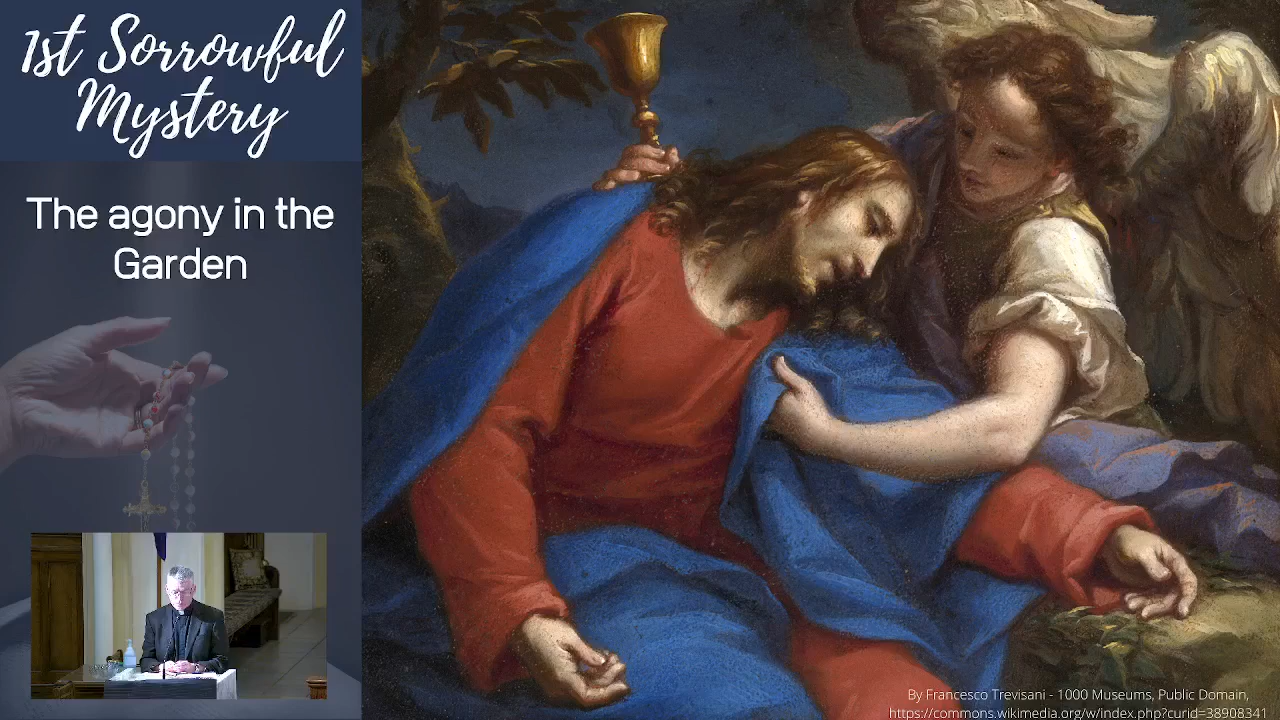 1st Sorrowful
Mystery
The agony in the
Garden
By Francesco Trevisani - 1000 Museums, Public Domain,
https://commons.wikimedia.org/w/index.php?curid=38908341